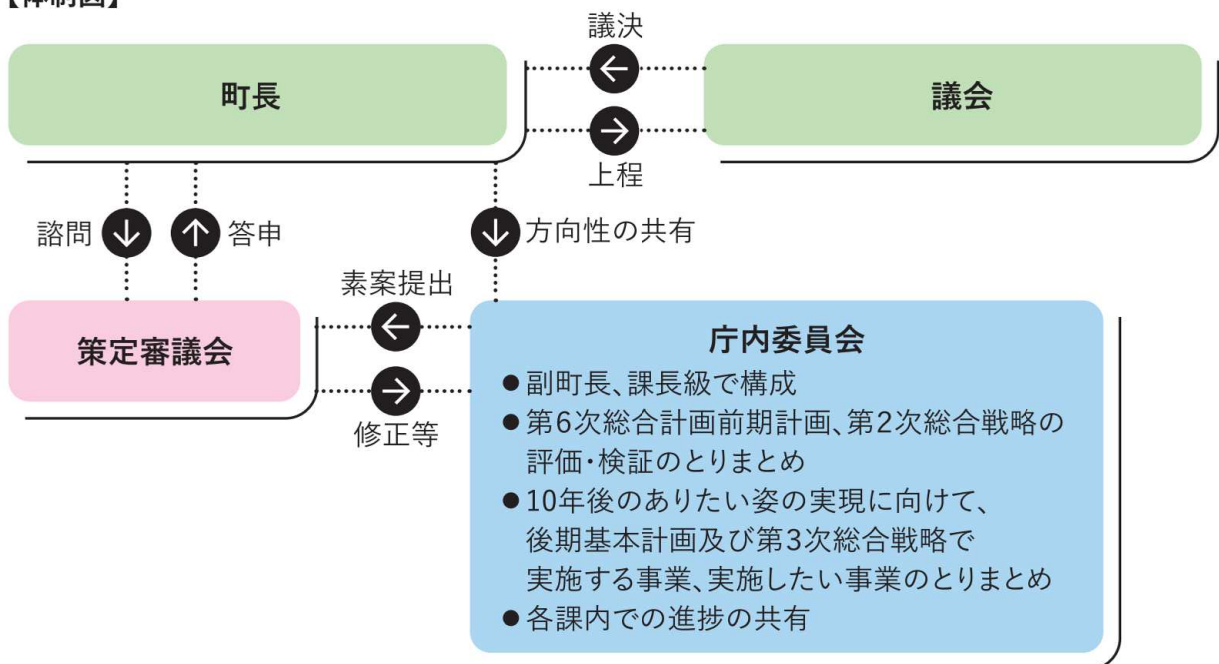 【体制図】
議決
町長
議会
上程
諮問
答申
方向性の共有
素案提出
策定審議会
修正等
庁内委員会
●副町長、課長級で構成
●第6次総合計画前期計画、第2次総合戦略の
評価・検証のとりまとめ
●10年後のありたい姿の実現に向けて、
後期基本計画及び第3次総合戦略で
実施する事業、実施したい事業のとりまとめ
●各課内での進捗の共有